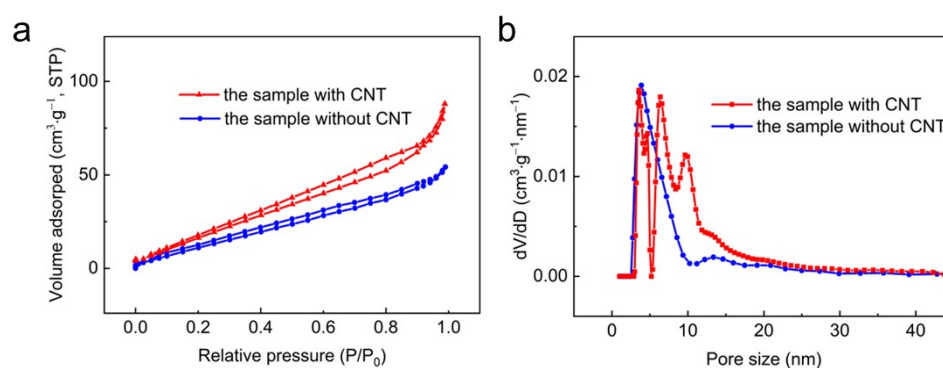 a
Volume adsorped (cm³·g⁻¹, STP)
100
50
0
the sample with CNT
the sample without CNT
0.0 0.2 0.4 0.6 0.8 1.0
Relative pressure (P/P₀)
b
dV/dD (cm³·g⁻¹·nm⁻¹)
0.02
0.01
0.00
the sample with CNT
the sample without CNT
0 10 20 30 40
Pore size (nm)